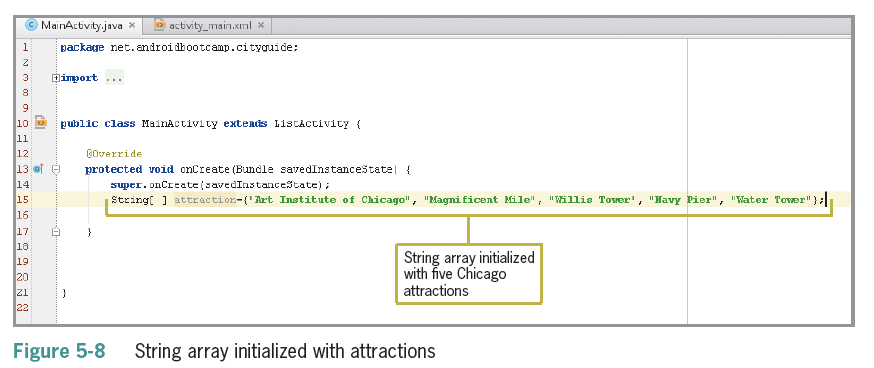 MainActivity.java × activity_main.xml ×
1 package net.androidbootcamp.cityguide;
2
3 import ...
8
9
10 public class MainActivity extends ListActivity {
11
12 @Override
13 protected void onCreate(Bundle savedInstanceState) {
14 super.onCreate(savedInstanceState);
15 String[ ] attraction={"Art Institute of Chicago", "Magnificent Mile", "Willis Tower", "Navy Pier", "Water Tower"};
16
17 }
18
19
20
21 }
22
String array initialized
with five Chicago
attractions
Figure 5-8 String array initialized with attractions